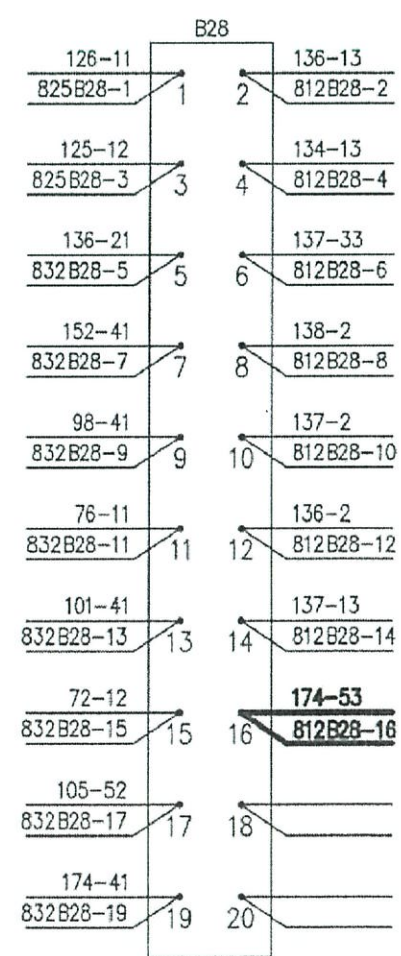 B28
126-11 136-13
825B28-1 1 2 812B28-2
125-12 134-13
825B28-3 3 4 812B28-4
136-21 137-33
832B28-5 5 6 812B28-6
152-41 138-2
832B28-7 7 8 812B28-8
98-41 137-2
832B28-9 9 10 812B28-10
76-11 136-2
832B28-11 11 12 812B28-12
101-41 137-13
832B28-13 13 14 812B28-14
72-12 174-53
832B28-15 15 16 812B28-16
105-52
832B28-17 17 18
174-41
832B28-19 19 20